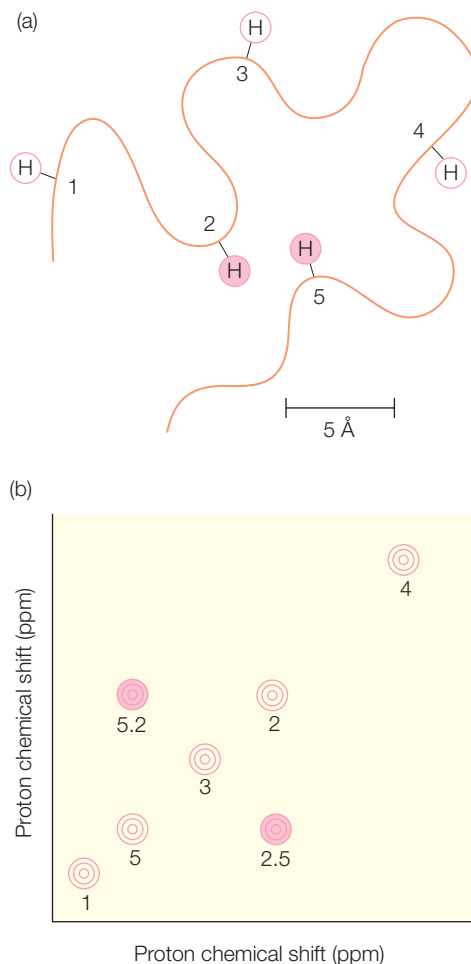 (a)
H
3
4
H
1
H
2
H
H
5
5 Å
(b)
Proton chemical shift (ppm)
4
5.2
2
3
5
2.5
1
Proton chemical shift (ppm)